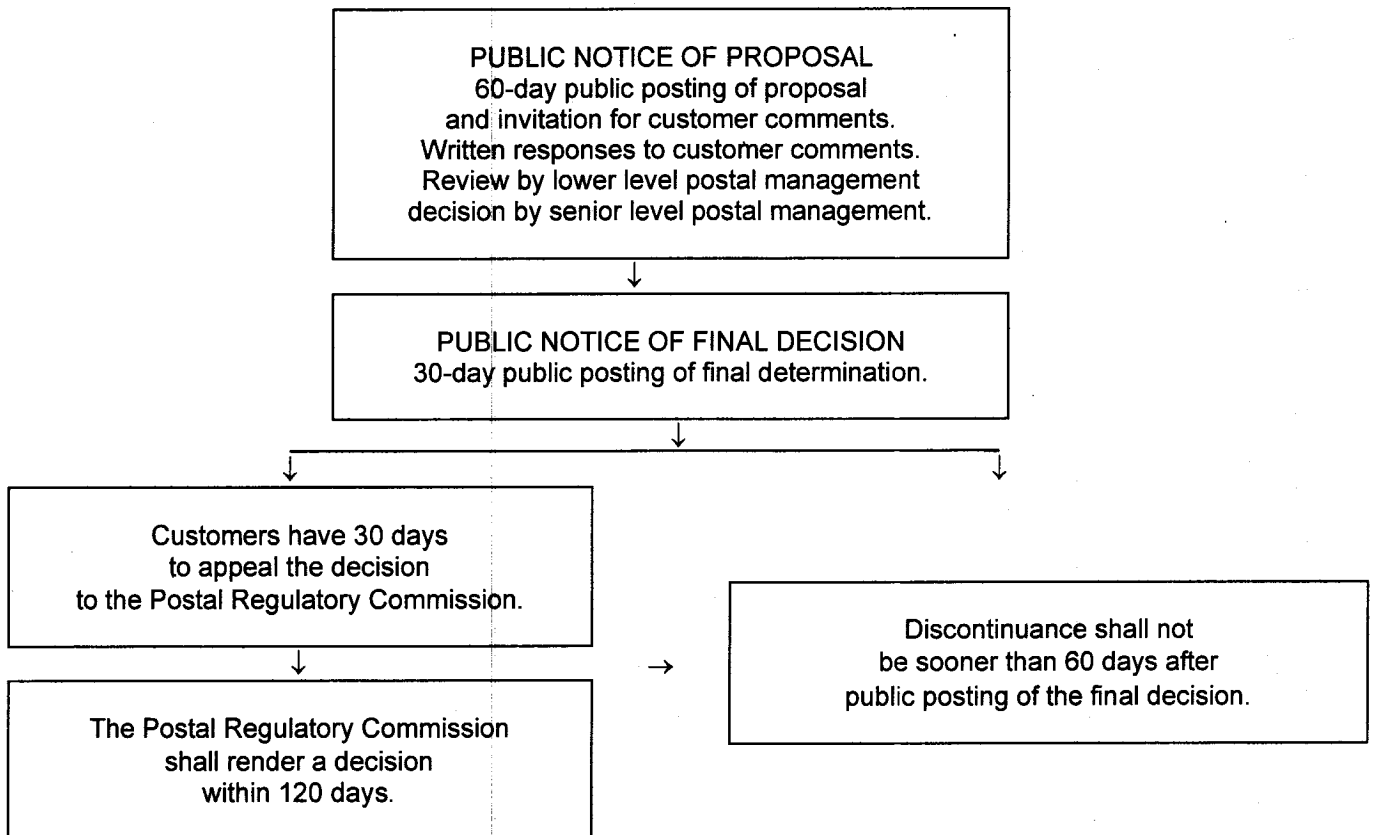 PUBLIC NOTICE OF PROPOSAL
60-day public posting of proposal
and invitation for customer comments.
Written responses to customer comments.
Review by lower level postal management
decision by senior level postal management.
↓
PUBLIC NOTICE OF FINAL DECISION
30-day public posting of final determination.
↓
↓ ↓
Customers have 30 days
to appeal the decision
to the Postal Regulatory Commission.
↓
→
The Postal Regulatory Commission
shall render a decision
within 120 days.
Discontinuance shall not
be sooner than 60 days after
public posting of the final decision.